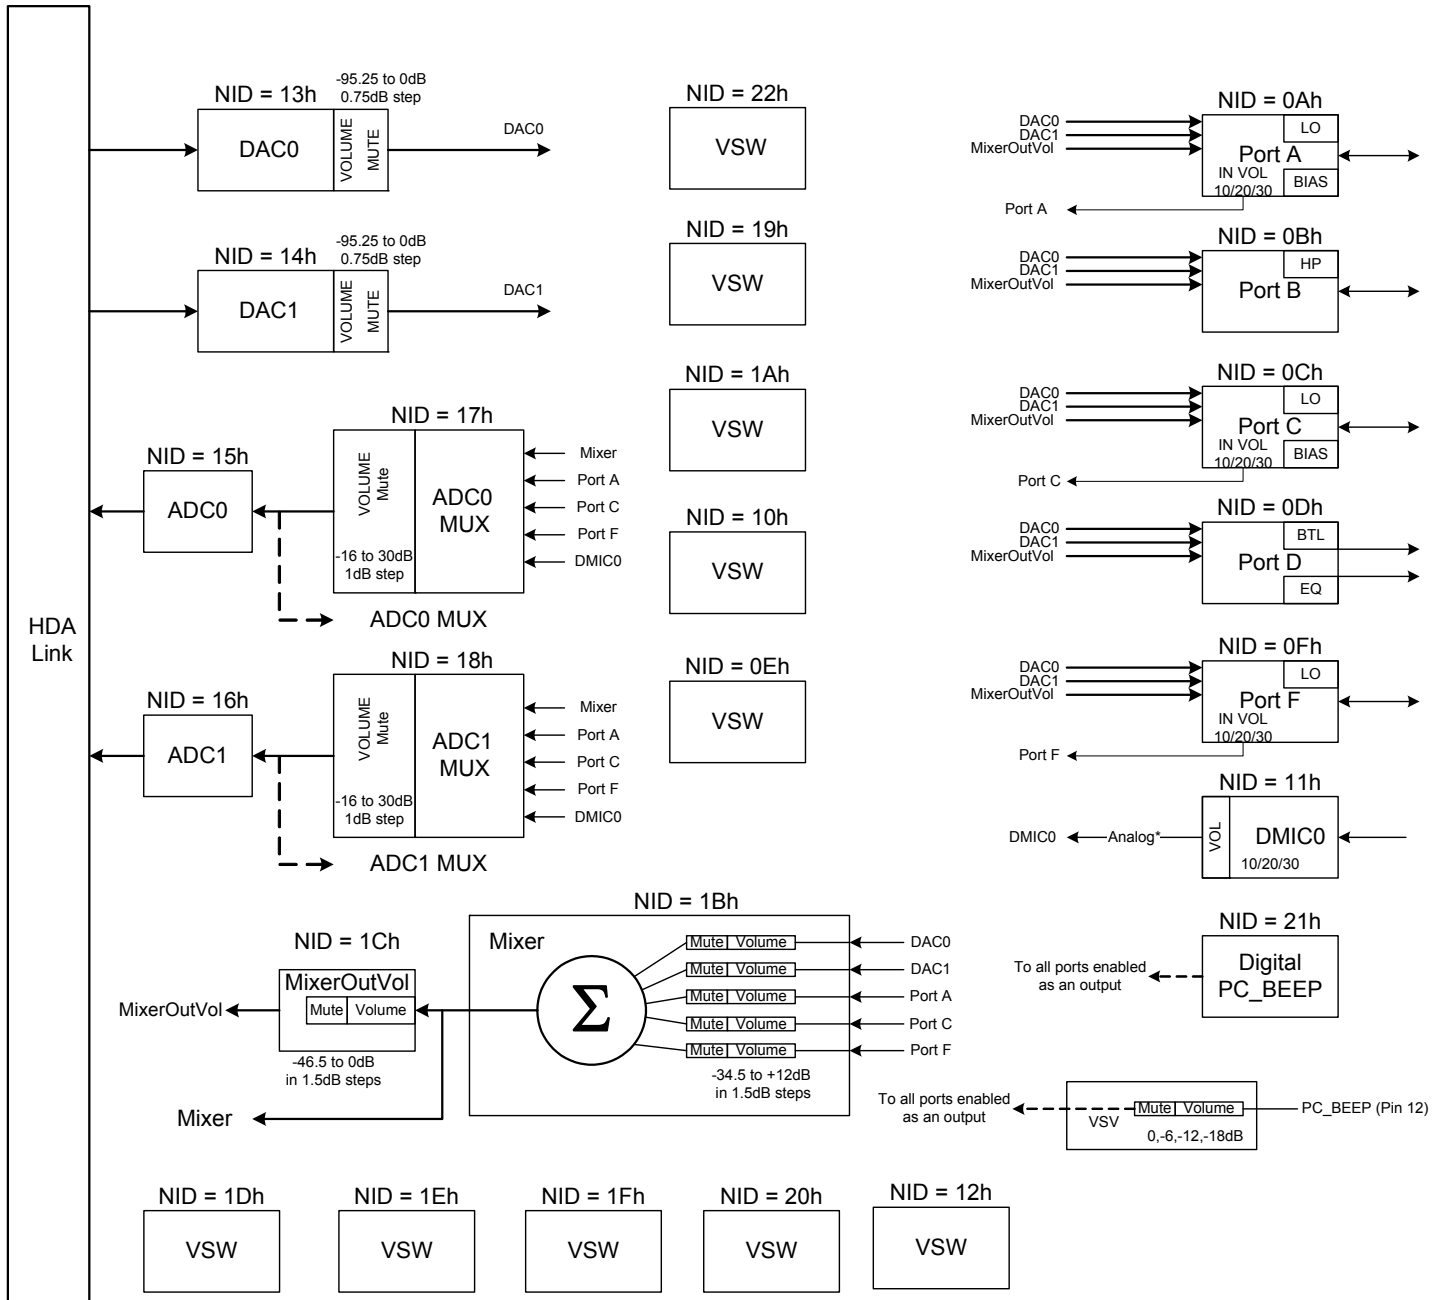 HDA
Link
NID = 13h
-95.25 to 0dB
0.75dB step
DAC0
VOLUME
MUTE
DAC0
NID = 14h
-95.25 to 0dB
0.75dB step
DAC1
VOLUME
MUTE
DAC1
NID = 17h
NID = 15h
ADC0
VOLUME
Mute
-16 to 30dB
1dB step
ADC0
MUX
Mixer
Port A
Port C
Port F
DMIC0
ADC0 MUX
NID = 18h
NID = 16h
ADC1
VOLUME
Mute
-16 to 30dB
1dB step
ADC1
MUX
Mixer
Port A
Port C
Port F
DMIC0
ADC1 MUX
NID = 22h
VSW
NID = 19h
VSW
NID = 1Ah
VSW
NID = 10h
VSW
NID = 0Eh
VSW
NID = 0Ah
DAC0
DAC1
MixerOutVol
LO
Port A
IN VOL
10/20/30
BIAS
Port A
NID = 0Bh
DAC0
DAC1
MixerOutVol
HP
Port B
NID = 0Ch
DAC0
DAC1
MixerOutVol
LO
Port C
IN VOL
10/20/30
BIAS
Port C
NID = 0Dh
DAC0
DAC1
MixerOutVol
BTL
Port D
EQ
NID = 0Fh
DAC0
DAC1
MixerOutVol
LO
Port F
IN VOL
10/20/30
Port F
NID = 11h
DMIC0
Analog*
VOL
DMIC0
10/20/30
NID = 1Bh
Mixer
Σ
Mute Volume
Mute Volume
Mute Volume
Mute Volume
Mute Volume
DAC0
DAC1
Port A
Port C
Port F
-34.5 to +12dB
in 1.5dB steps
NID = 1Ch
MixerOutVol
Mute Volume
MixerOutVol
-46.5 to 0dB
in 1.5dB steps
Mixer
NID = 21h
Digital
PC_BEEP
To all ports enabled
as an output
To all ports enabled
as an output
VSV
Mute Volume
0,-6,-12,-18dB
PC_BEEP (Pin 12)
NID = 1Dh
VSW
NID = 1Eh
VSW
NID = 1Fh
VSW
NID = 20h
VSW
NID = 12h
VSW